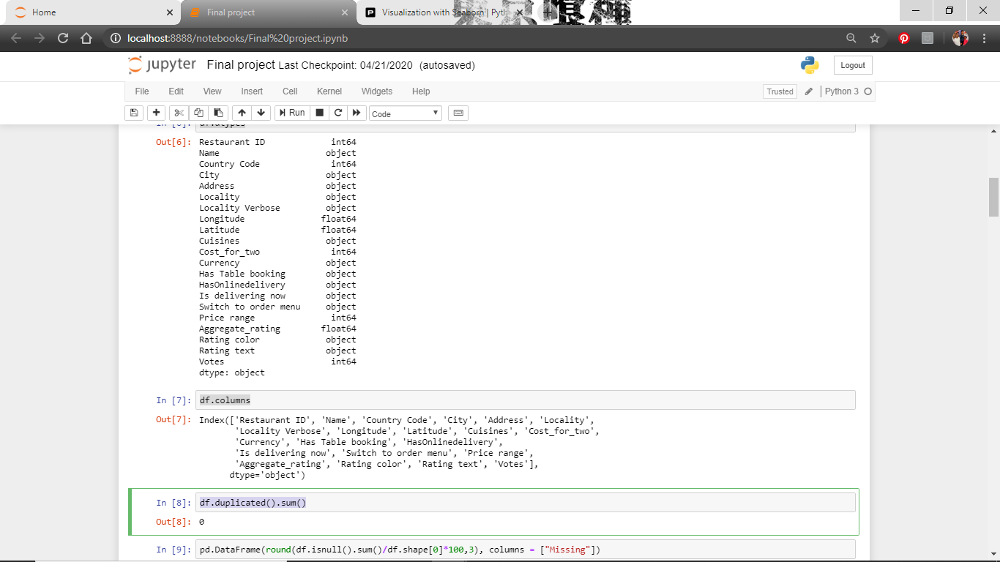 Home
Final project
Visualization with Seaborn | Pyth
localhost:8888/notebooks/Final%20project.ipynb
jupyter Final project Last Checkpoint: 04/21/2020 (autosaved)
Logout
File Edit View Insert Cell Kernel Widgets Help
Trusted Python 3
Run Code
In [6]: df.dtypes
Out[6]: Restaurant ID int64
Name object
Country Code int64
City object
Address object
Locality object
Locality Verbose object
Longitude float64
Latitude float64
Cuisines object
Cost_for_two int64
Currency object
Has Table booking object
HasOnlinedelivery object
Is delivering now object
Switch to order menu object
Price range int64
Aggregate_rating float64
Rating color object
Rating text object
Votes int64
dtype: object
In [7]: df.columns
Out[7]: Index(['Restaurant ID', 'Name', 'Country Code', 'City', 'Address', 'Locality',
'Locality Verbose', 'Longitude', 'Latitude', 'Cuisines', 'Cost_for_two',
'Currency', 'Has Table booking', 'HasOnlinedelivery',
'Is delivering now', 'Switch to order menu', 'Price range',
'Aggregate_rating', 'Rating color', 'Rating text', 'Votes'],
dtype='object')
In [8]: df.duplicated().sum()
Out[8]: 0
In [9]: pd.DataFrame(round(df.isnull().sum()/df.shape[0]*100,3), columns = ["Missing"])